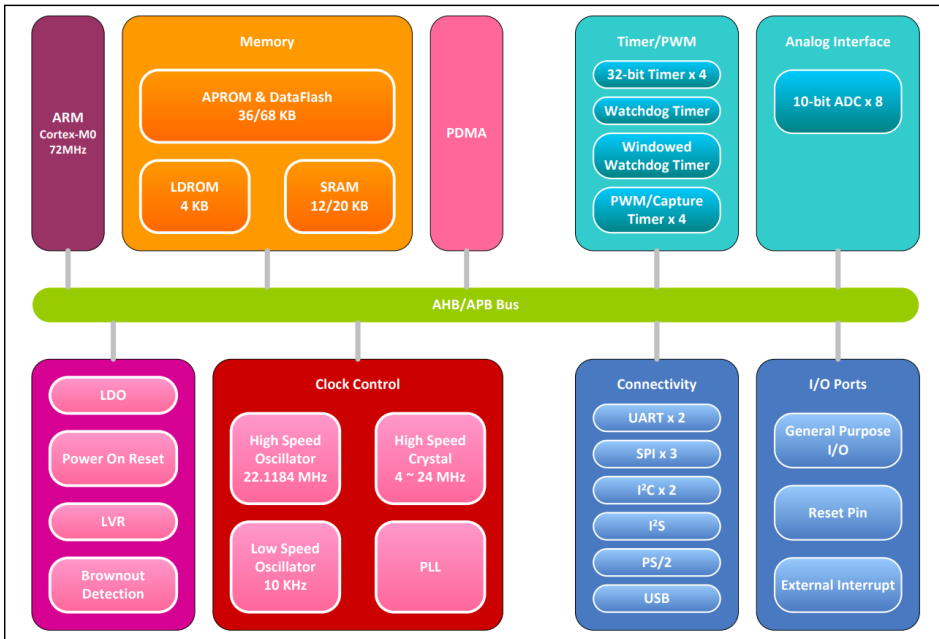 ARM
Cortex-M0
72MHz
Memory
APROM & DataFlash
36/68 KB
LDROM
4 KB
SRAM
12/20 KB
PDMA
Timer/PWM
32-bit Timer x 4
Watchdog Timer
Windowed
Watchdog Timer
PWM/Capture
Timer x 4
Analog Interface
10-bit ADC x 8
AHB/APB Bus
LDO
Power On Reset
LVR
Brownout
Detection
Clock Control
High Speed
Oscillator
22.1184 MHz
High Speed
Crystal
4 ~ 24 MHz
Low Speed
Oscillator
10 KHz
PLL
Connectivity
UART x 2
SPI x 3
I²C x 2
I²S
PS/2
USB
I/O Ports
General Purpose
I/O
Reset Pin
External Interrupt